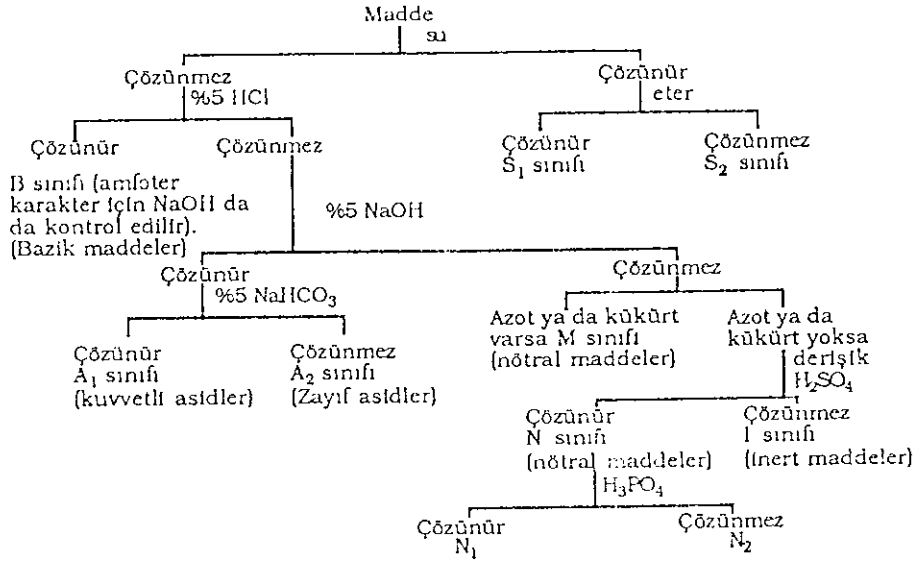 Madde
su
Çözünmez
%5 HCl
Çözünür
eter
Çözünür
Çözünmez
Çözünür
S₁ sınıfı
Çözünmez
S₂ sınıfı
B sınıfı (amfoter
karakter için NaOH da
da kontrol edilir).
(Bazik maddeler)
%5 NaOH
Çözünür
%5 NaHCO₃
Çözünmez
Çözünür
A₁ sınıfı
(kuvvetli asidler)
Çözünmez
A₂ sınıfı
(Zayıf asidler)
Azot ya da kükürt
varsa M sınıfı
(nötral maddeler)
Azot ya da
kükürt yoksa
derişik
H₂SO₄
Çözünür
N sınıfı
(nötral maddeler)
Çözünmez
I sınıfı
(inert maddeler)
H₃PO₄
Çözünür
N₁
Çözünmez
N₂